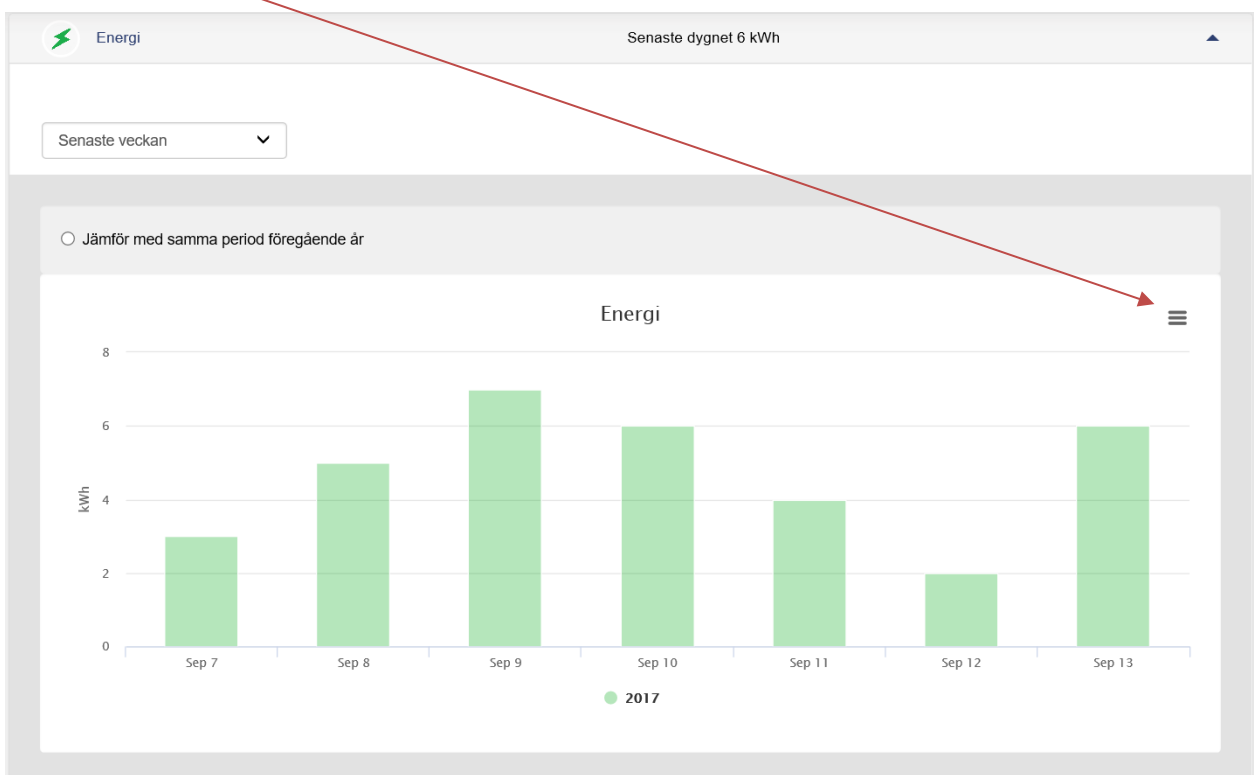 Energi Senaste dygnet 6 kWh
Senaste veckan
Jämför med samma period föregående år
Energi
8
6
4
2
0
kWh
Sep 7 Sep 8 Sep 9 Sep 10 Sep 11 Sep 12 Sep 13
2017